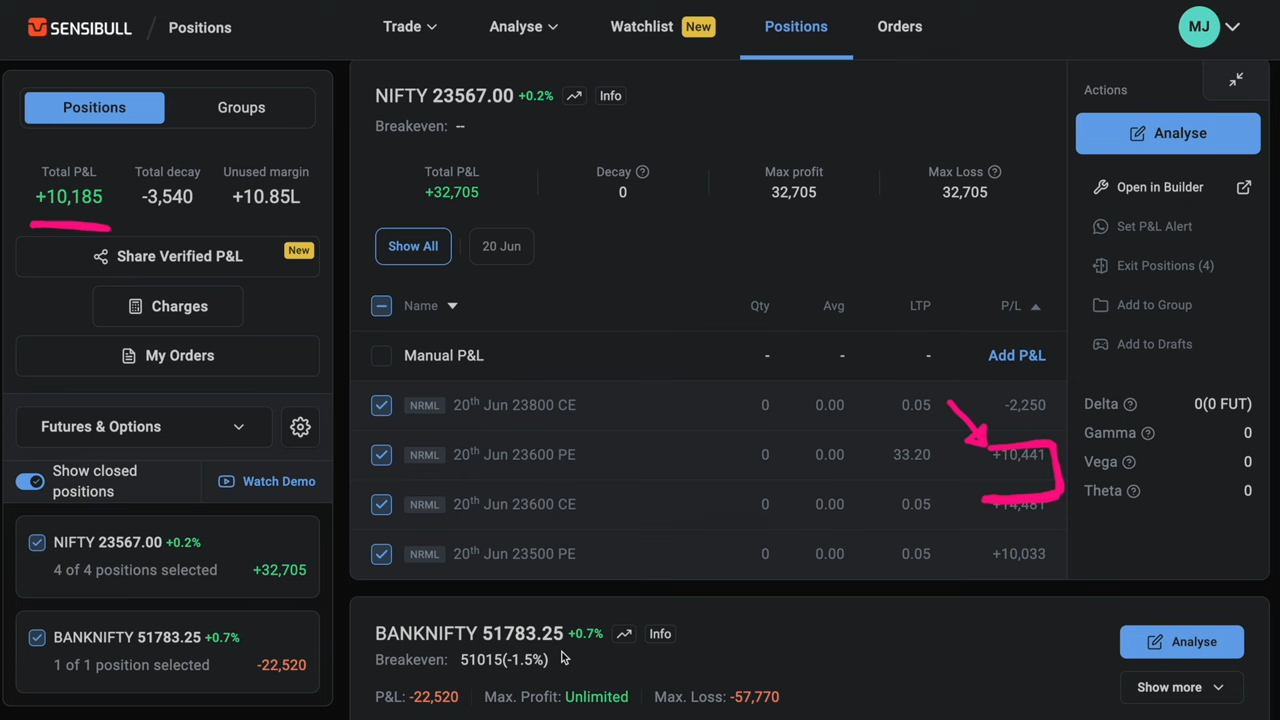 SENSIBULL / Positions
Trade Analyse Watchlist New Positions Orders MJ
Positions Groups
Total P&L Total decay Unused margin
+10,185 -3,540 +10.85L
Share Verified P&L New
Charges
My Orders
Futures & Options
Show closed positions
Watch Demo
NIFTY 23567.00 +0.2%
4 of 4 positions selected +32,705
BANKNIFTY 51783.25 +0.7%
1 of 1 position selected -22,520
NIFTY 23567.00 +0.2% Info
Breakeven: --
Total P&L Decay ? Max profit Max Loss ?
+32,705 0 32,705 32,705
Show All 20 Jun
Name Qty Avg LTP P/L
Manual P&L - - - Add P&L
NRML 20th Jun 23800 CE 0 0.00 0.05 -2,250
NRML 20th Jun 23600 PE 0 0.00 33.20 +10,441
NRML 20th Jun 23600 CE 0 0.00 0.05 +14,481
NRML 20th Jun 23500 PE 0 0.00 0.05 +10,033
Actions
Analyse
Open in Builder
Set P&L Alert
Exit Positions (4)
Add to Group
Add to Drafts
Delta ? 0(0 FUT)
Gamma ? 0
Vega ? 0
Theta ? 0
BANKNIFTY 51783.25 +0.7% Info
Breakeven: 51015(-1.5%)
P&L: -22,520 Max. Profit: Unlimited Max. Loss: -57,770
Analyse
Show more